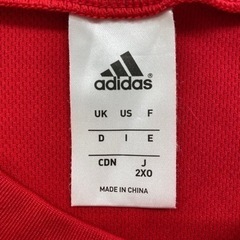 adidas
UK US F
D I E
CDN J
2XO
MADE IN CHINA